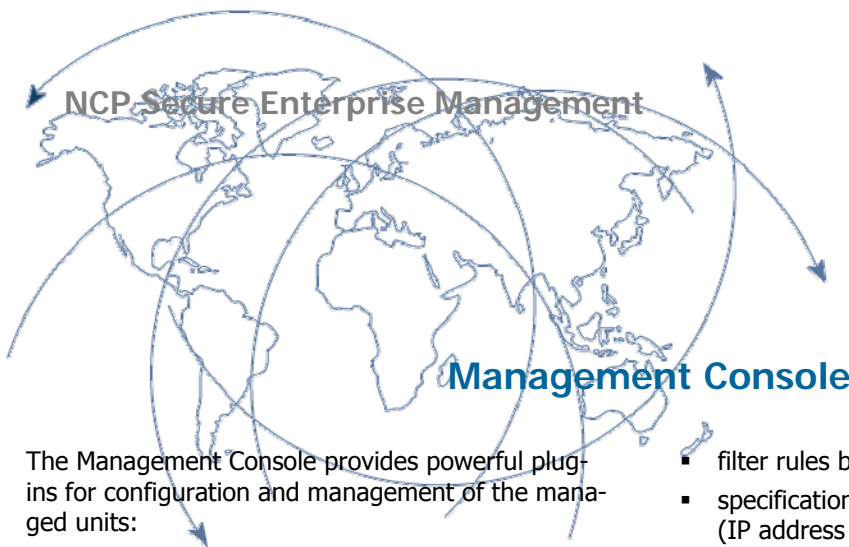 NCP Secure Enterprise Management
Management Console
The Management Console provides powerful plug-
ins for configuration and management of the mana-
ged units:
▪ filter rules b
▪ specification
(IP address